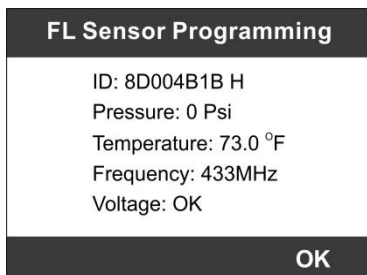 FL Sensor Programming
ID: 8D004B1B H
Pressure: 0 Psi
Temperature: 73.0 °F
Frequency: 433MHz
Voltage: OK
OK